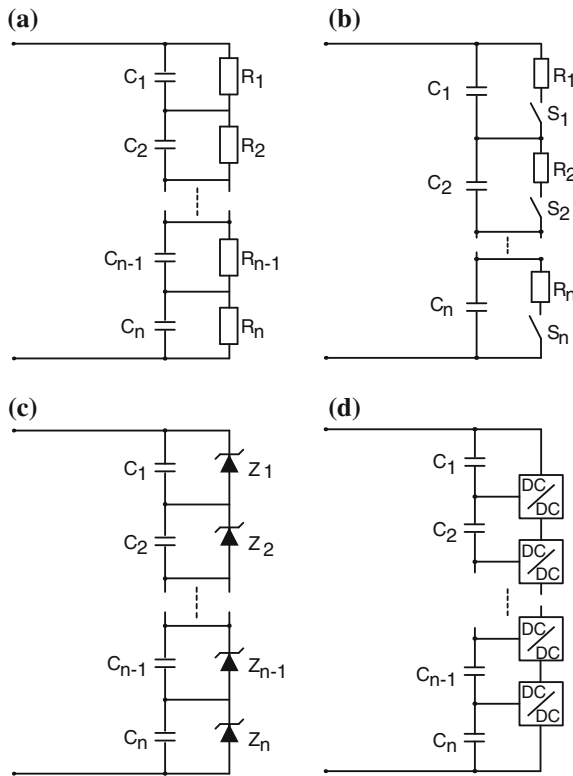 (a)
C1 R1
C2 R2
Cn-1 Rn-1
Cn Rn
(b)
C1 R1
S1
C2 R2
S2
Cn Rn
Sn
(c)
C1 Z1
C2 Z2
Cn-1 Zn-1
Cn Zn
(d)
C1
DC
DC
C2
DC
DC
DC
DC
Cn-1
DC
DC
Cn